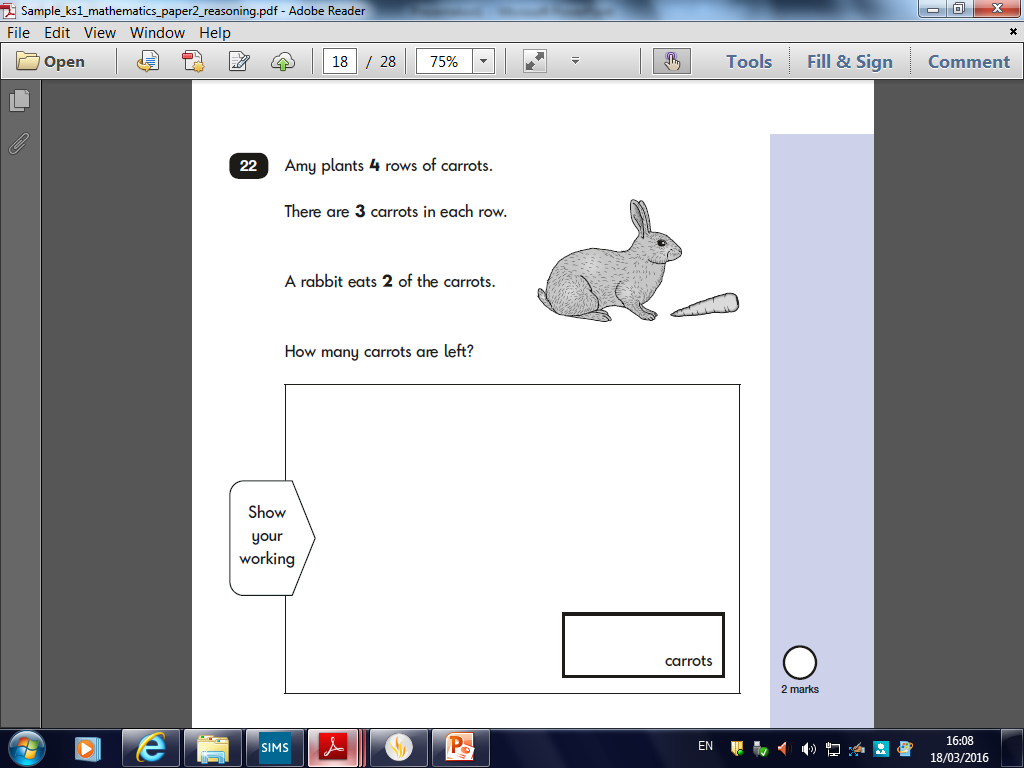 Sample_ks1_mathematics_paper2_reasoning.pdf - Adobe Reader
File Edit View Window Help
Open 18 / 28 75% Tools Fill & Sign Comment
22 Amy plants 4 rows of carrots.
There are 3 carrots in each row.
A rabbit eats 2 of the carrots.
How many carrots are left?
Show
your
working
carrots
2 marks
SIMS
EN
16:08
18/03/2016